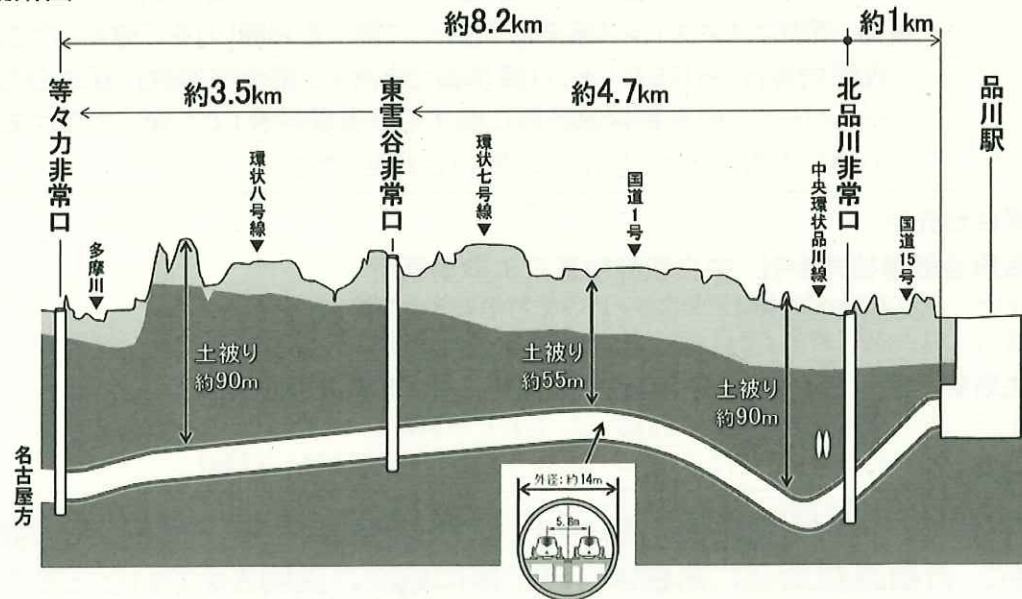 約8.2km
約1km
等々力非常口
約3.5km
東雪谷非常口
約4.7km
北品川非常口
品川駅
多摩川
環状八号線
環状七号線
国道1号
中央環状品川線
国道15号
土被り
約90m
土被り
約55m
土被り
約90m
名古屋方
外径:約14m
5.8m